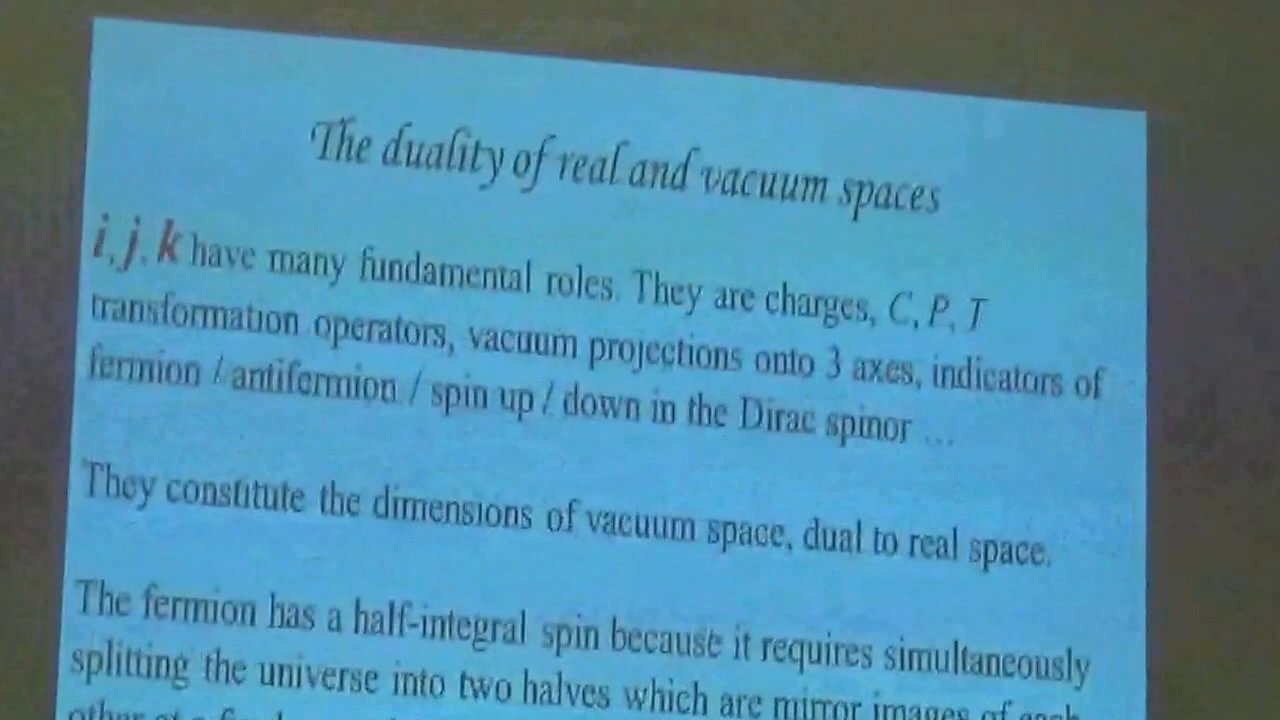 The duality of real and vacuum spaces
i, j, k have many fundamental roles. They are charges, C, P, T
transformation operators, vacuum projections onto 3 axes, indicators of
fermion / antifermion / spin up / down in the Dirac spinor …
They constitute the dimensions of vacuum space, dual to real space.
The fermion has a half-integral spin because it requires simultaneously
splitting the universe into two halves which are mirror images of each
other at a